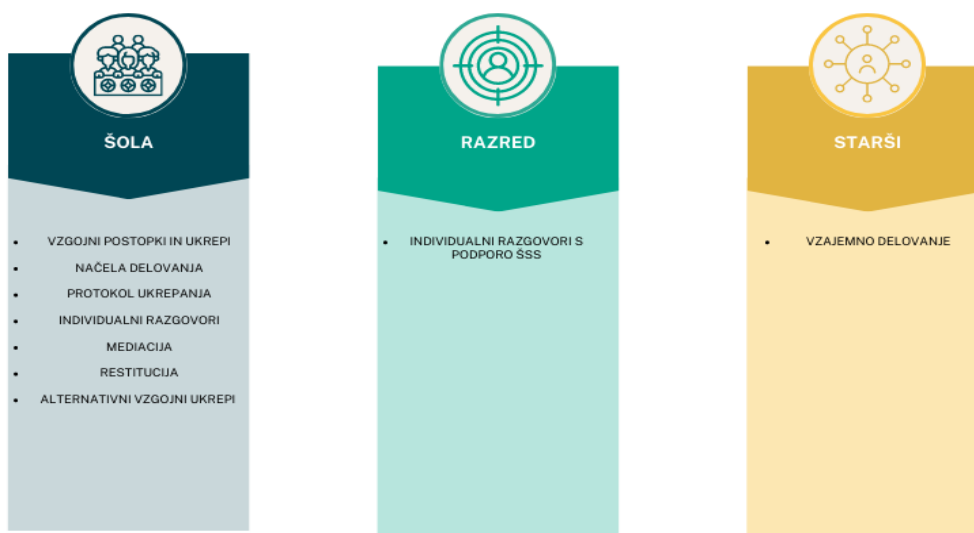 ŠOLA
• VZGOJNI POSTOPKI IN UKREPI
• NAČELA DELOVANJA
• PROTOKOL UKREPANJA
• INDIVIDUALNI RAZGOVORI
• MEDIACIJA
• RESTITUCIJA
• ALTERNATIVNI VZGOJNI UKREPI
RAZRED
• INDIVIDUALNI RAZGOVORI S
PODPORO ŠSS
STARŠI
• VZAJEMNO DELOVANJE